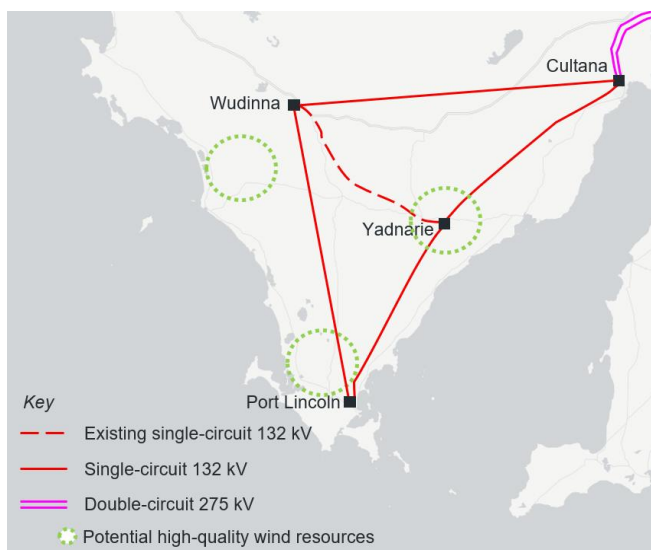 Cultana
Wudinna
Yadnarie
Port Lincoln
Key
Existing single-circuit 132 kV
Single-circuit 132 kV
Double-circuit 275 kV
Potential high-quality wind resources